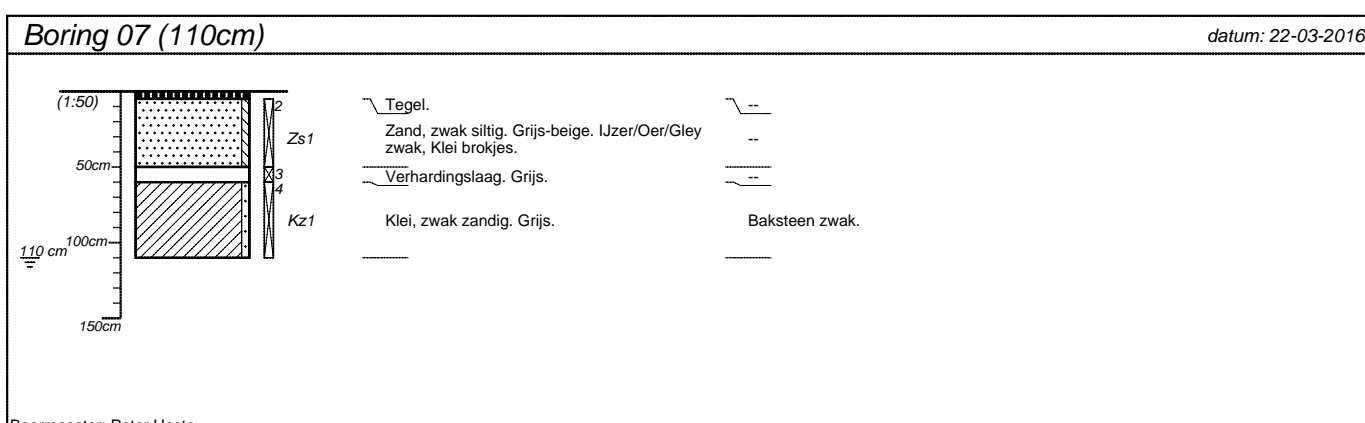 Boring 07 (110cm)
datum: 22-03-2016
(1:50)
2
Tegel.
--
Zs1
Zand, zwak siltig. Grijs-beige. IJzer/Oer/Gley
zwak, Klei brokjes.
--
50cm
3
Verhardingslaag. Grijs.
--
4
Kz1
Klei, zwak zandig. Grijs.
Baksteen zwak.
100cm
110 cm
150cm